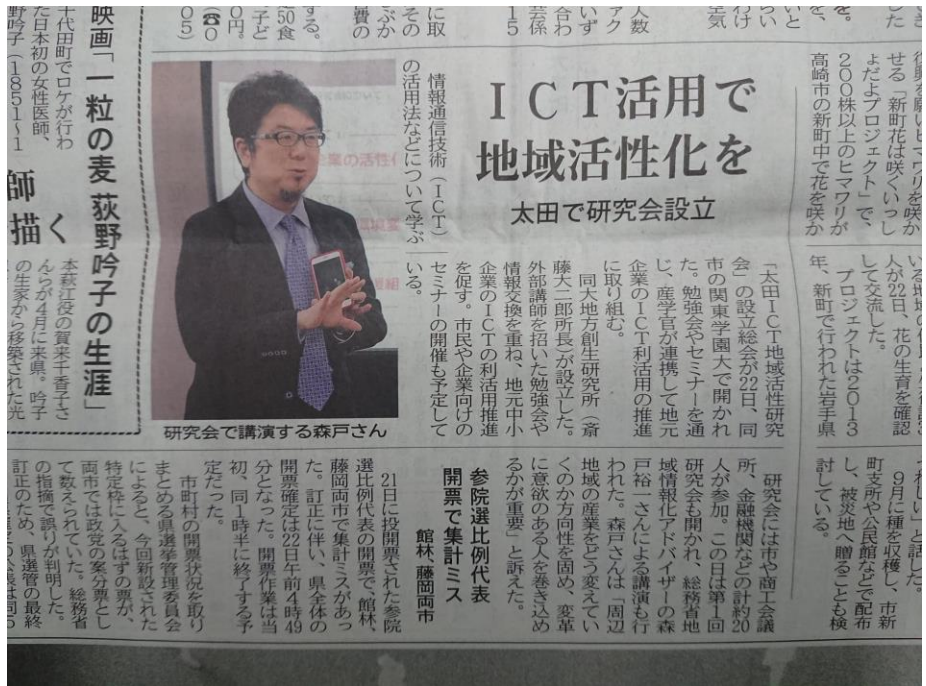 復興を願いヒマワリを咲か
せる「新町花は咲くいっし
ょだよプロジェクト」で、
200株以上のヒマワリが
高崎市の新町中で花を咲か
人が22日、花の生育を確認
して交流した。
プロジェクトは2013
年、新町で行われた岩手県
つれしい」と話した。
9月に種を収穫し、市新
町支所や公民館などで配布
し、被災地へ贈ることも検
討している。
ICT活用で
地域活性化を
太田で研究会設立
情報通信技術(ICT)
の活用法などについて学ぶ
「太田ICT地域活性研究
会」の設立総会が22日、同
市の関東学園大で開かれ
た。勉強会やセミナーを通
じ、産学官が連携して地元
企業のICT利活用の推進
に取り組む。
同大地方創生研究所(斎
藤大二郎所長)が設立した。
外部講師を招いた勉強会や
情報交換を重ね、地元中小
企業のICTの利活用推進
を促す。市民や企業向けの
セミナーの開催も予定して
いる。
研究会で講演する森戸さん
研究会には市や商工会議
所、金融機関などの計約20
人が参加。この日は第1回
研究会も開かれ、総務省地
域情報化アドバイザーの森
戸裕一さんによる講演も行
われた。森戸さんは「周辺
地域の産業をどう変えてい
くのか方向性を固め、変革
に意欲のある人を巻き込め
るかが重要」と訴えた。
参院選比例代表
開票で集計ミス
館林、藤岡両市
21日に投開票された参院
選比例代表の開票で、館林、
藤岡両市で集計ミスがあっ
た。訂正に伴い、県全体の
開票確定は22日午前4時49
分となった。開票作業は当
初、同1時半に終了する予
定だった。
市町村の開票状況を取り
まとめる県選挙管理委員会
によると、今回新設された
特定枠に入るはずの票が、
両市では政党の案分票とし
て数えられていた。総務省
の指摘で誤りが判明した。
訂正のため、県選管の最終
映画「一粒の麦 荻野吟子の生涯」
師
描く
千代田町でロケが行わ
た日本初の女性医師、
野吟子(1851~1
本萩江役の賀来千香子さ
んらが4月に来県。吟子
の生家から移築された光